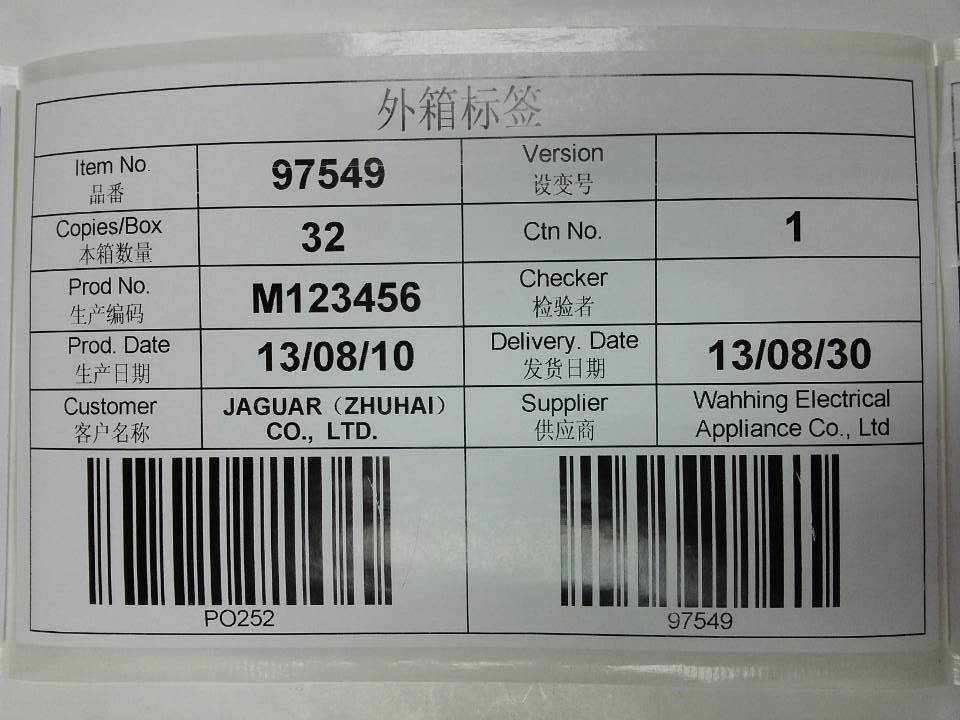 外箱标签
Item No.
品番
97549
Version
设变号
Copies/Box
本箱数量
32
Ctn No.
1
Prod No.
生产编码
M123456
Checker
检验者
Prod. Date
生产日期
13/08/10
Delivery. Date
发货日期
13/08/30
Customer
客户名称
JAGUAR（ZHUHAI）
CO., LTD.
Supplier
供应商
Wahhing Electrical
Appliance Co., Ltd
PO252
97549